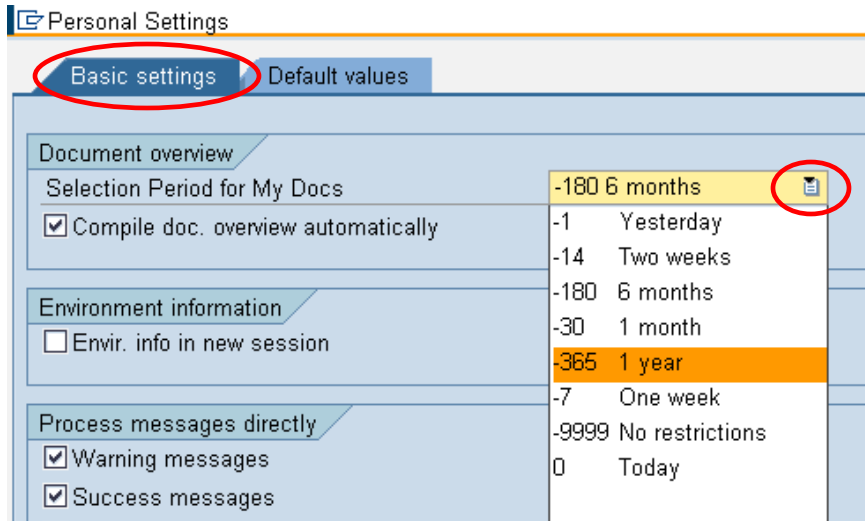 Personal Settings
Basic settings Default values
Document overview
Selection Period for My Docs -180 6 months
Compile doc. overview automatically
-1 Yesterday
-14 Two weeks
-180 6 months
-30 1 month
-365 1 year
-7 One week
-9999 No restrictions
0 Today
Environment information
Envir. info in new session
Process messages directly
Warning messages
Success messages